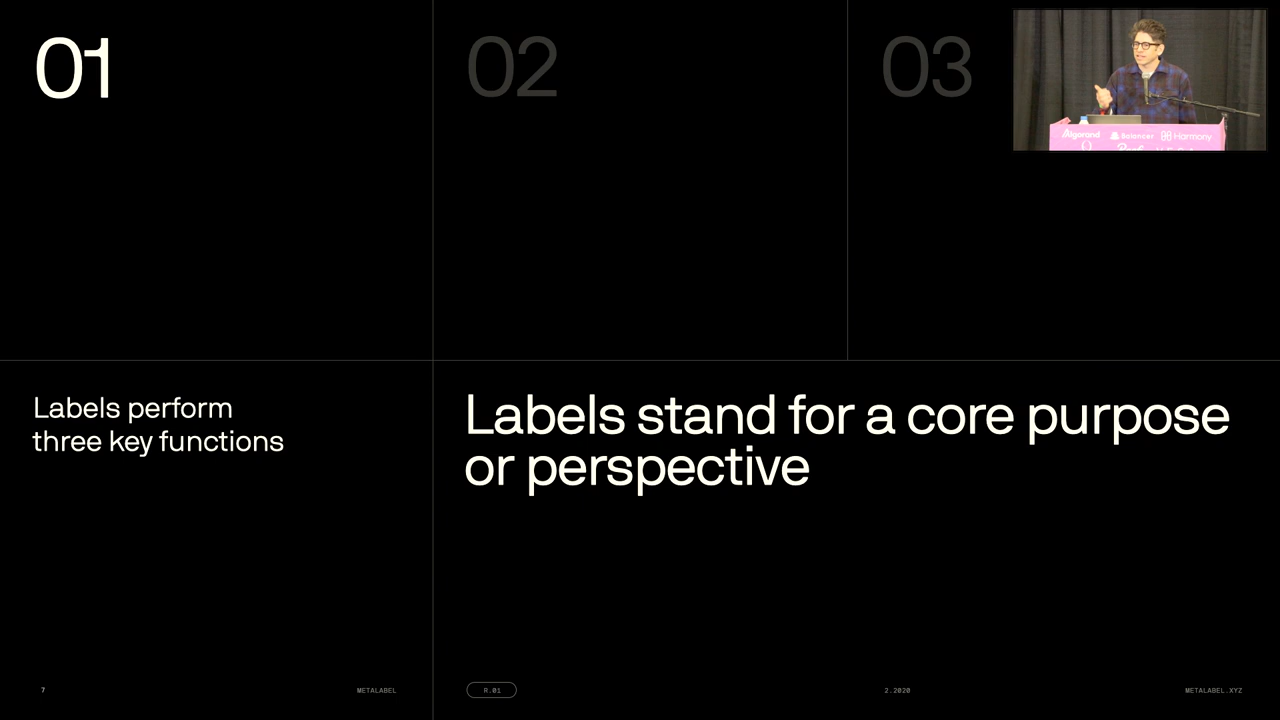 01
02
03
Algorand
Balancer
Harmony
Labels perform
three key functions
Labels stand for a core purpose
or perspective
7
METALABEL
R.01
2.2020
METALABEL.XYZ